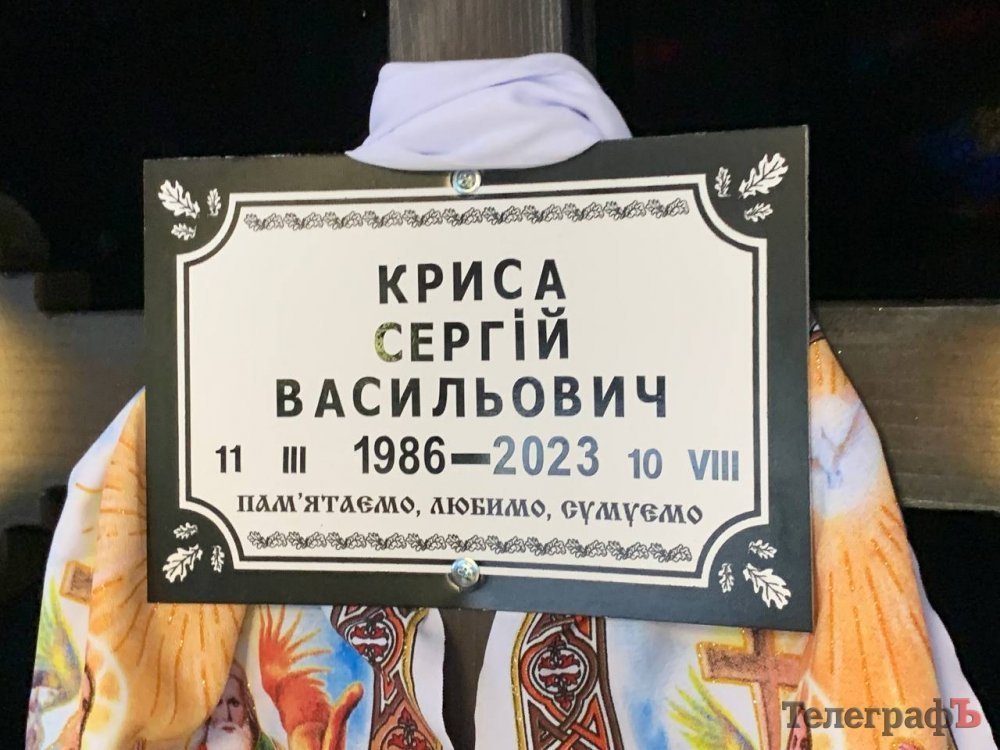 КРИСА
СЕРГІЙ
ВАСИЛЬОВИЧ
11 III 1986—2023 10 VIII
ПАМ'ЯТАЄМО, ЛЮБИМО, СУМУЄМО
ТелеграфЪ